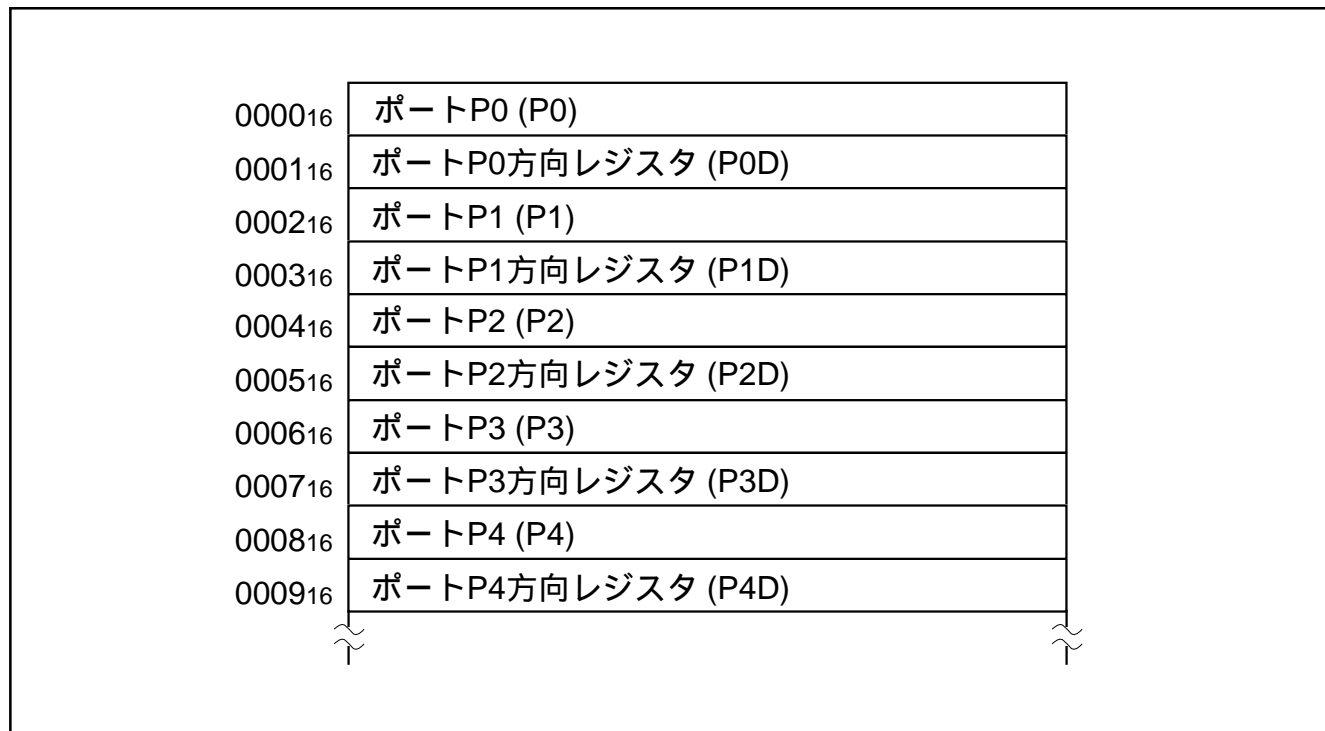 000016 ポートP0 (P0)
000116 ポートP0方向レジスタ (P0D)
000216 ポートP1 (P1)
000316 ポートP1方向レジスタ (P1D)
000416 ポートP2 (P2)
000516 ポートP2方向レジスタ (P2D)
000616 ポートP3 (P3)
000716 ポートP3方向レジスタ (P3D)
000816 ポートP4 (P4)
000916 ポートP4方向レジスタ (P4D)